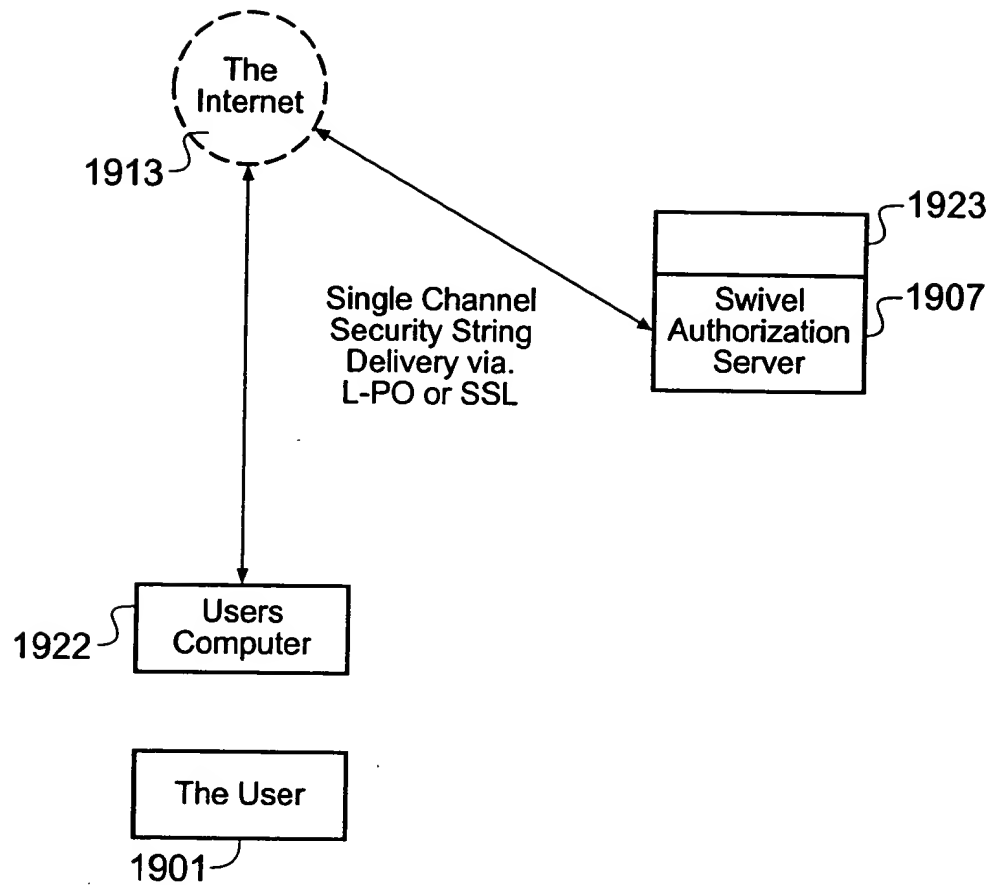 The
Internet
1913
1923
1907
Swivel
Authorization
Server
Single Channel
Security String
Delivery via.
L-PO or SSL
Users
Computer
1922
The User
1901